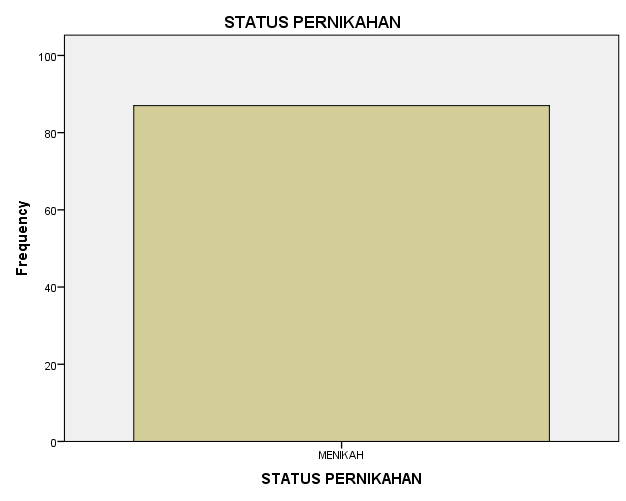 STATUS PERNIKAHAN
Frequency
100
80
60
40
20
0
MENIKAH
STATUS PERNIKAHAN